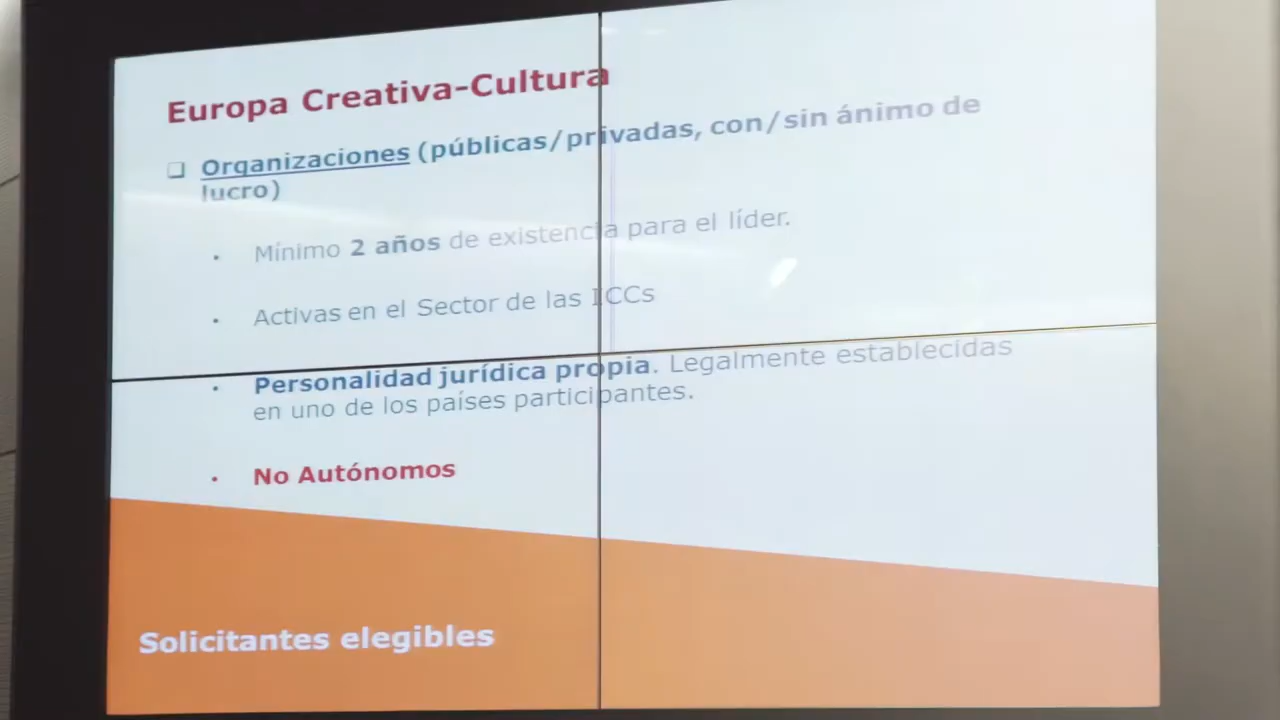 Europa Creativa-Cultura
❑ Organizaciones (públicas/privadas, con/sin ánimo de
lucro)
• Mínimo 2 años de existencia para el líder.
• Activas en el Sector de las ICCs
• Personalidad jurídica propia. Legalmente establecidas
en uno de los países participantes.
• No Autónomos
Solicitantes elegibles